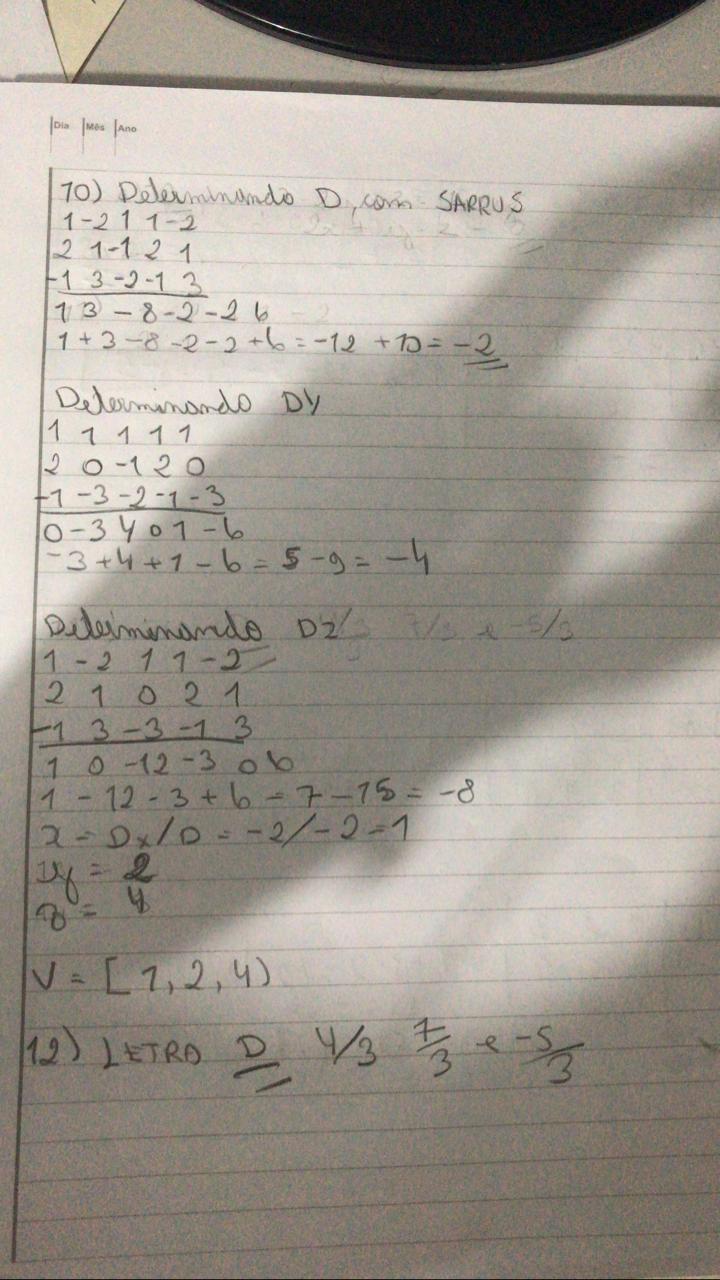 Dia Mês Ano
10) Determinando D, com SARRUS
1 -2 1 1 -2
2 1 -1 2 1
-1 3 -2 -1 3
1 3 - 8 - 2 - 2 6
1 + 3 - 8 - 2 - 2 + 6 = -12 + 10 = -2
Determinando DY
1 1 1 1 1
2 0 -1 2 0
-1 -3 -2 -1 -3
0 -3 4 0 1 -6
-3 + 4 + 1 - 6 = 5 - 9 = -4
Determinando DZ
1 -2 1 1 -2
2 1 0 2 1
-1 3 -3 -1 3
1 0 -12 -3 0 6
1 - 12 - 3 + 6 = 7 - 15 = -8
x = Dx/D = -2/-2 = 1
y = 2
z = 4
V = [1, 2, 4)
12) LETRA D 4/3 7/3 e -5/3